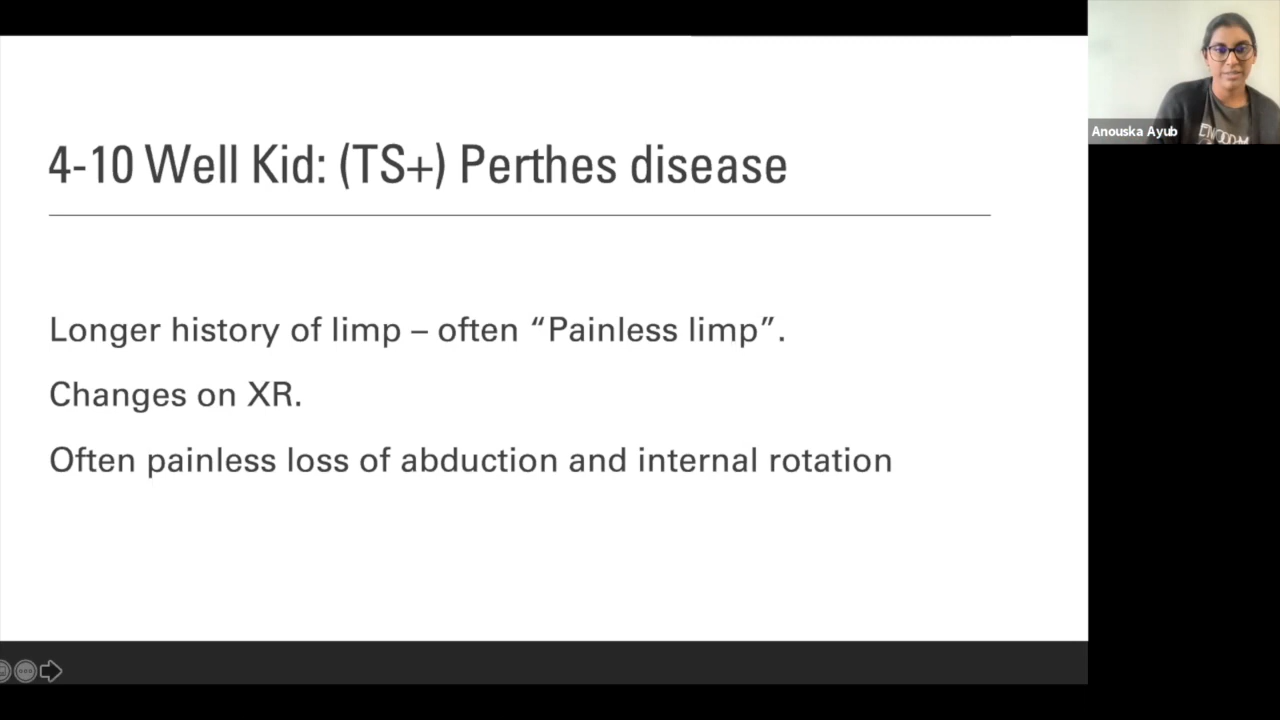 4-10 Well Kid: (TS+) Perthes disease
Longer history of limp – often “Painless limp”.
Changes on XR.
Often painless loss of abduction and internal rotation
Anouska Ayub